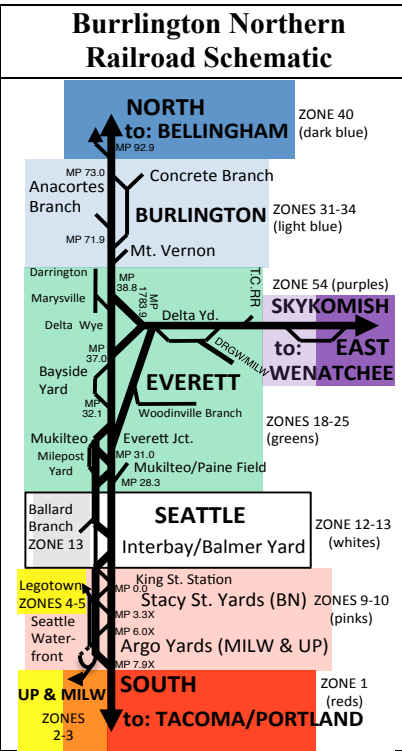 Burrlington Northern
Railroad Schematic
NORTH
to: BELLINGHAM
MP 92.9
ZONE 40
(dark blue)
MP 73.0
Concrete Branch
Anacortes
Branch
BURLINGTON
ZONES 31-34
(light blue)
MP 71.9
Mt. Vernon
Darrington
MP
38.8
MP
1783.9
T.C.RR
ZONE 54 (purples)
Marysville
SKYKOMISH
Delta Wye
Delta Yd.
DRGW/MILW
to: EAST
WENATCHEE
MP
37.0
Bayside
Yard
EVERETT
MP
32.1
Woodinville Branch
ZONES 18-25
(greens)
Mukilteo
Everett Jct.
Milepost
Yard
MP 31.0
Mukilteo/Paine Field
MP 28.3
Ballard
Branch
ZONE 13
SEATTLE
Interbay/Balmer Yard
ZONE 12-13
(whites)
King St. Station
Legotown
ZONES 4-5
MP 0.0
Stacy St. Yards (BN)
ZONES 9-10
(pinks)
MP 3.3X
Seattle
Water-
front
MP 6.0X
Argo Yards (MILW & UP)
MP 7.9X
UP & MILW
SOUTH
ZONE 1
(reds)
ZONES
2-3
to: TACOMA/PORTLAND